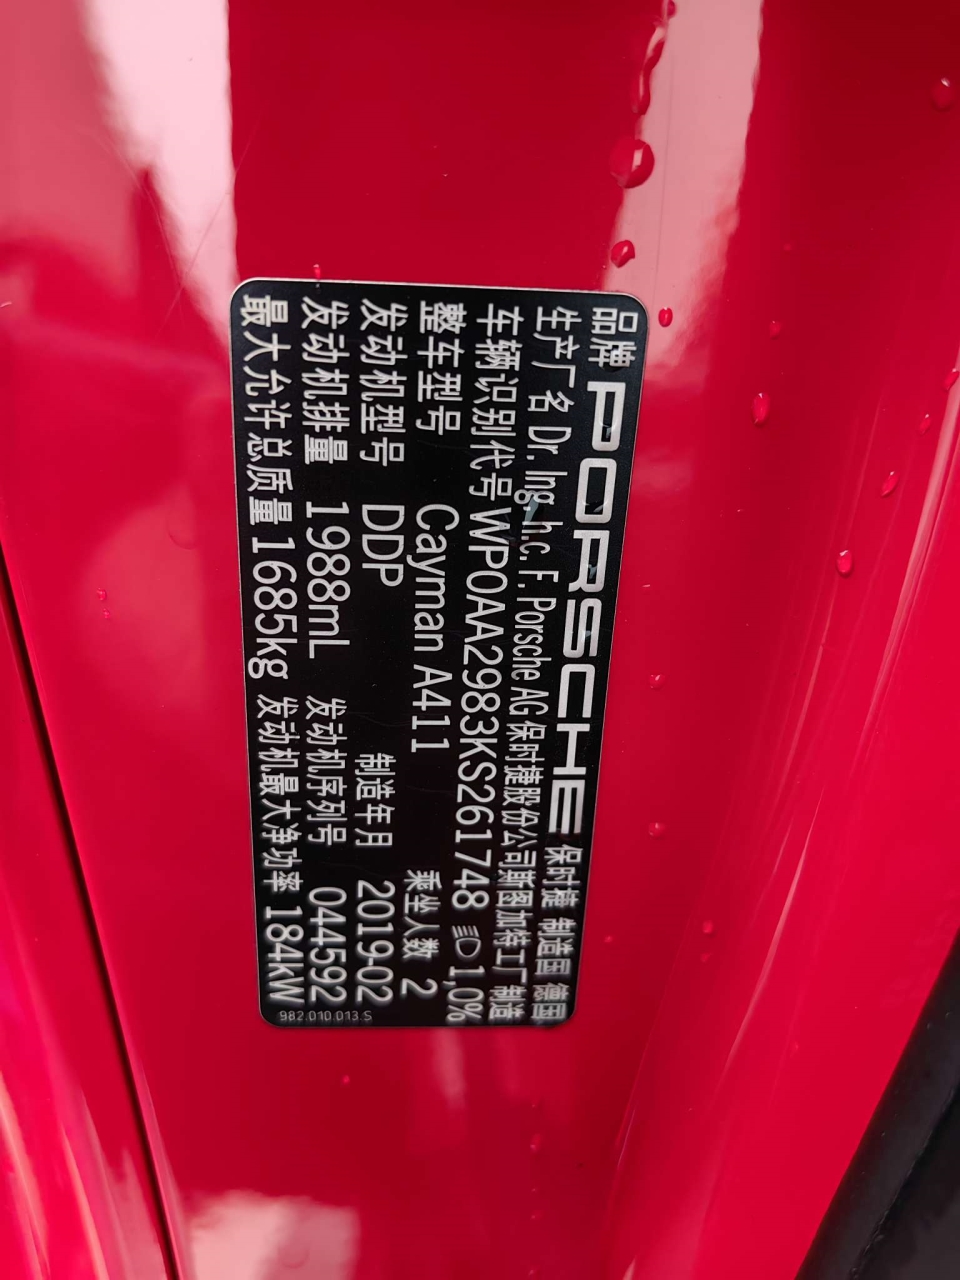 品牌 PORSCHE 保时捷 制造国 德国
生产厂名 Dr. Ing. h.c. F. Porsche AG 保时捷股份公司斯图加特工厂制造
车辆识别代号 WP0AA2983KS261748 1,0%
整车型号 Cayman A411 乘坐人数 2
发动机型号 DDP 制造年月 2019-02
发动机排量 1988mL 发动机序列号 044592
最大允许总质量 1685kg 发动机最大净功率 184kW
982.010.013.S